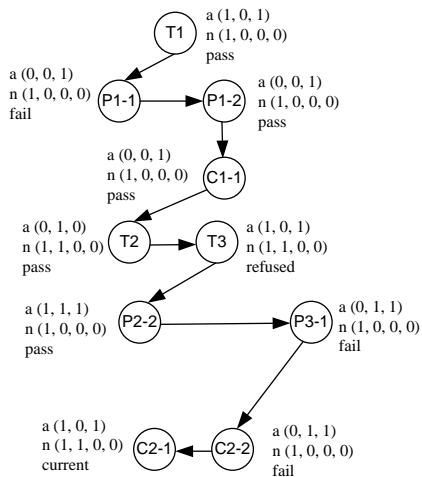 T1
a (1, 0, 1)
n (1, 0, 0, 0)
pass
a (0, 0, 1)
n (1, 0, 0, 0)
fail
P1-1
P1-2
a (0, 0, 1)
n (1, 0, 0, 0)
pass
a (0, 0, 1)
n (1, 0, 0, 0)
pass
C1-1
a (0, 1, 0)
n (1, 1, 0, 0)
pass
T2
T3
a (1, 0, 1)
n (1, 1, 0, 0)
refused
a (1, 1, 1)
n (1, 0, 0, 0)
pass
P2-2
P3-1
a (0, 1, 1)
n (1, 0, 0, 0)
fail
a (1, 0, 1)
n (1, 1, 0, 0)
current
C2-1
C2-2
a (0, 1, 1)
n (1, 0, 0, 0)
fail